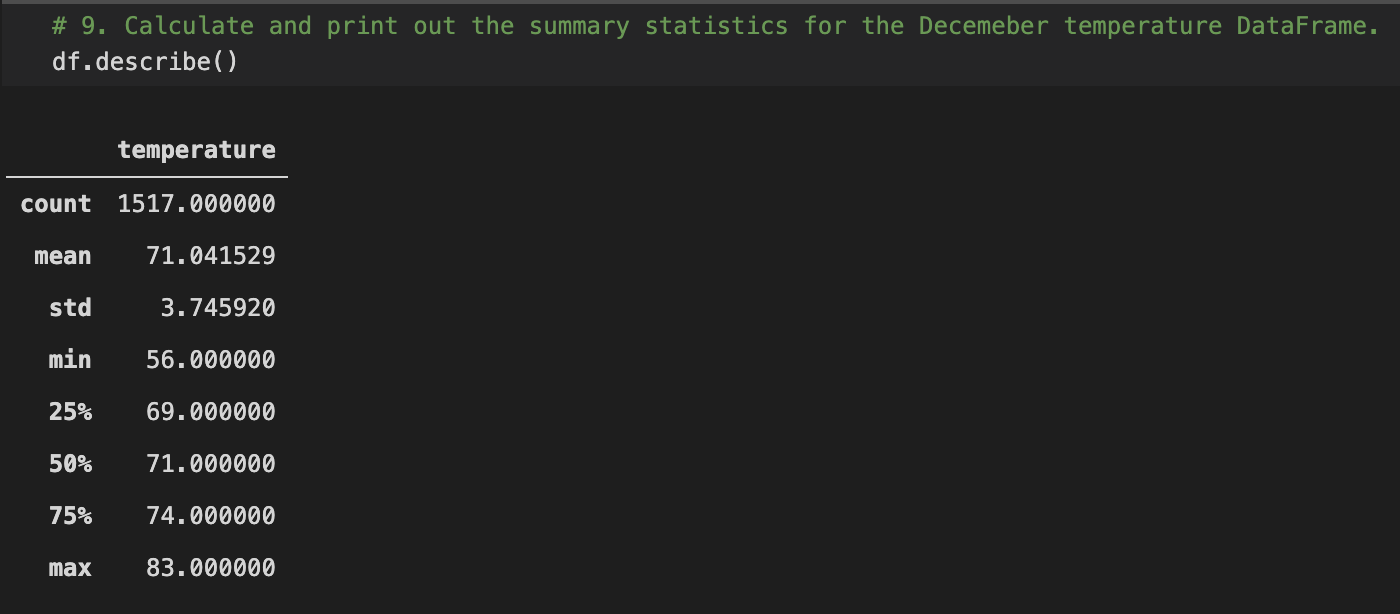 # 9. Calculate and print out the summary statistics for the Decemeber temperature DataFrame.
df.describe()
temperature
count 1517.000000
mean 71.041529
std 3.745920
min 56.000000
25% 69.000000
50% 71.000000
75% 74.000000
max 83.000000